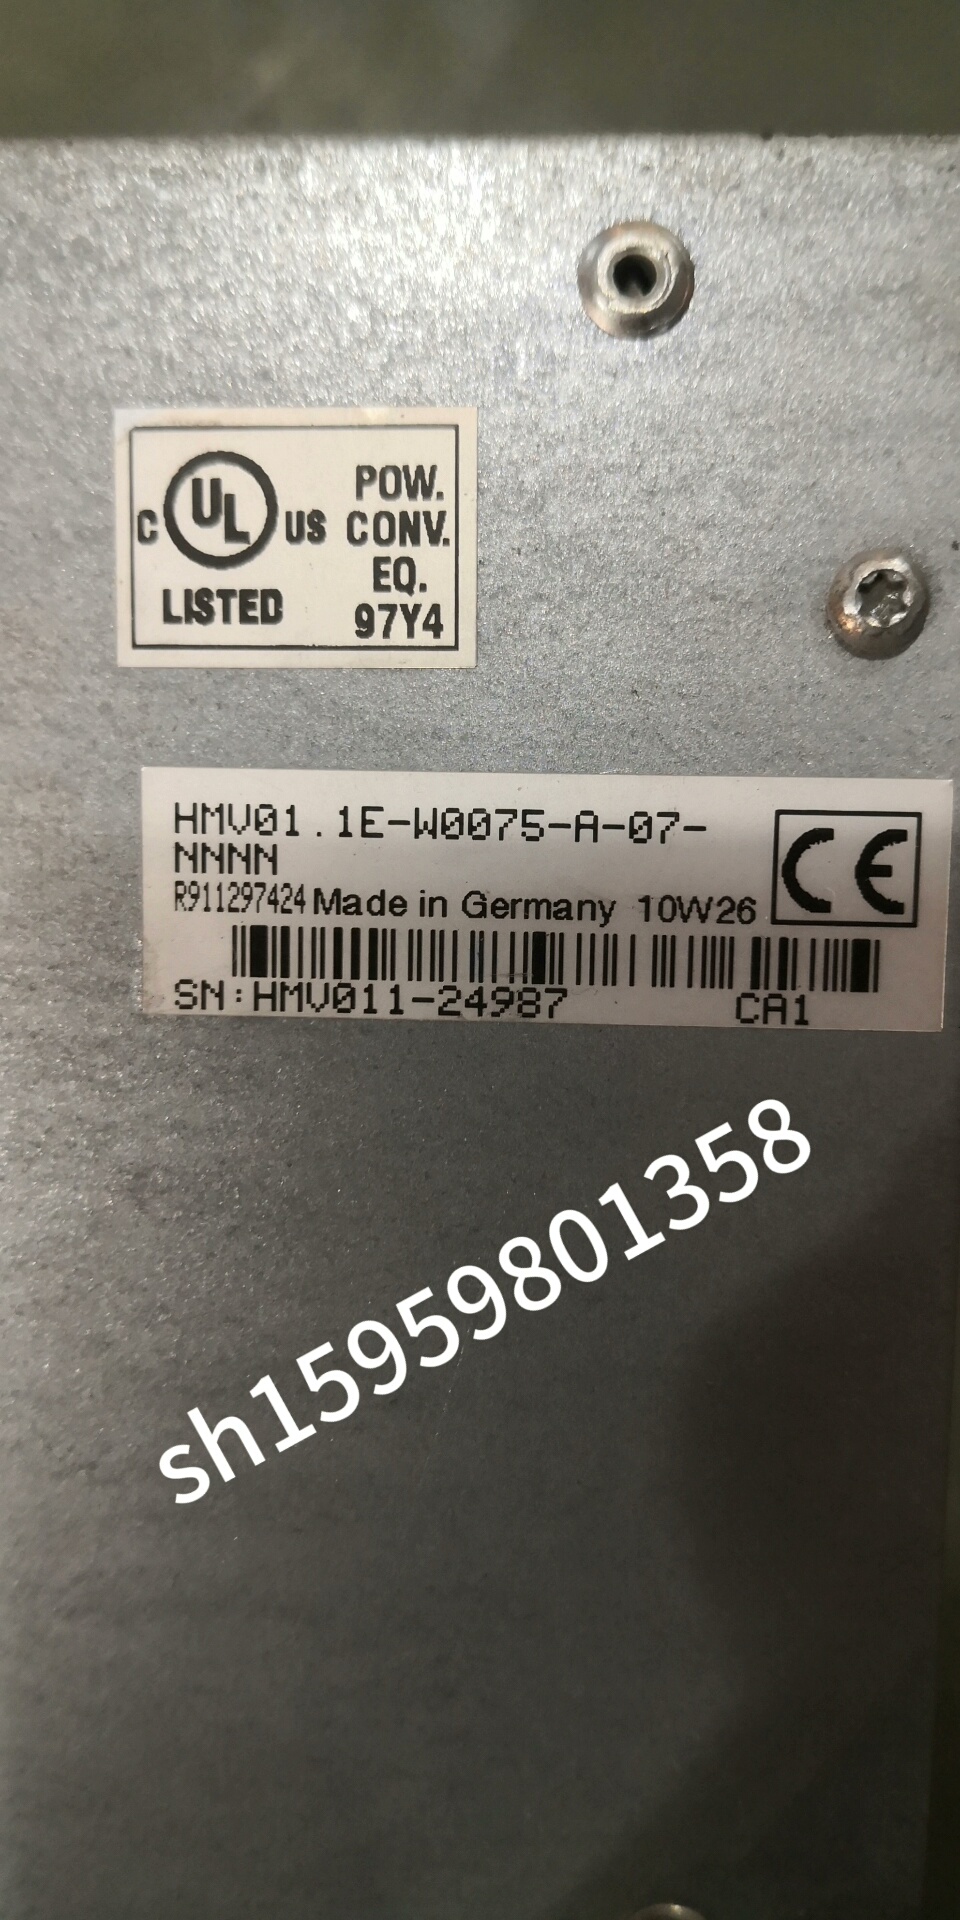 C UL US
LISTED
POW.
CONV.
EQ.
97Y4
HMV01.1E-W0075-A-07-
NNNN
R911297424 Made in Germany 10W26
CE
SN:HMV011-24987 CA1
sh15959801358